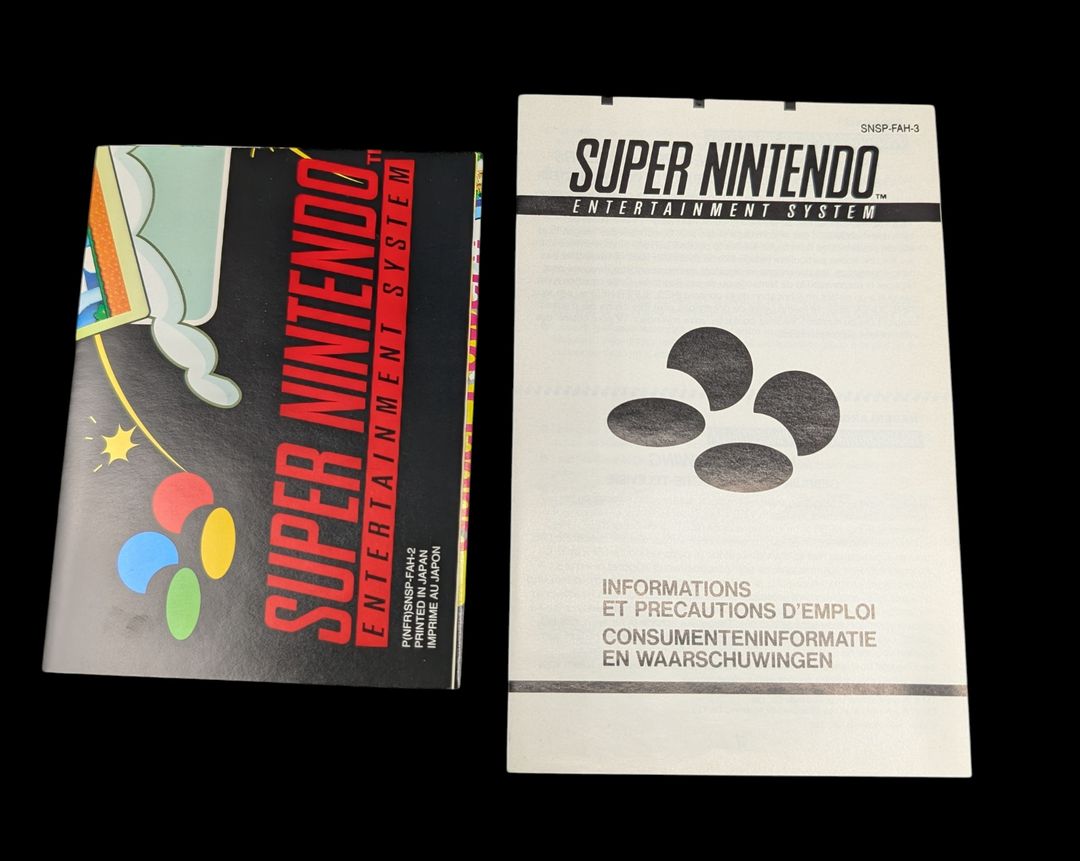 SUPER NINTENDO
ENTERTAINMENT SYSTEM
P(NFR)SNSP-FAH-2
PRINTED IN JAPAN
IMPRIME AU JAPON
SNSP-FAH-3
SUPER NINTENDO™
ENTERTAINMENT SYSTEM
INFORMATIONS
ET PRECAUTIONS D'EMPLOI
CONSUMENTENINFORMATIE
EN WAARSCHUWINGEN